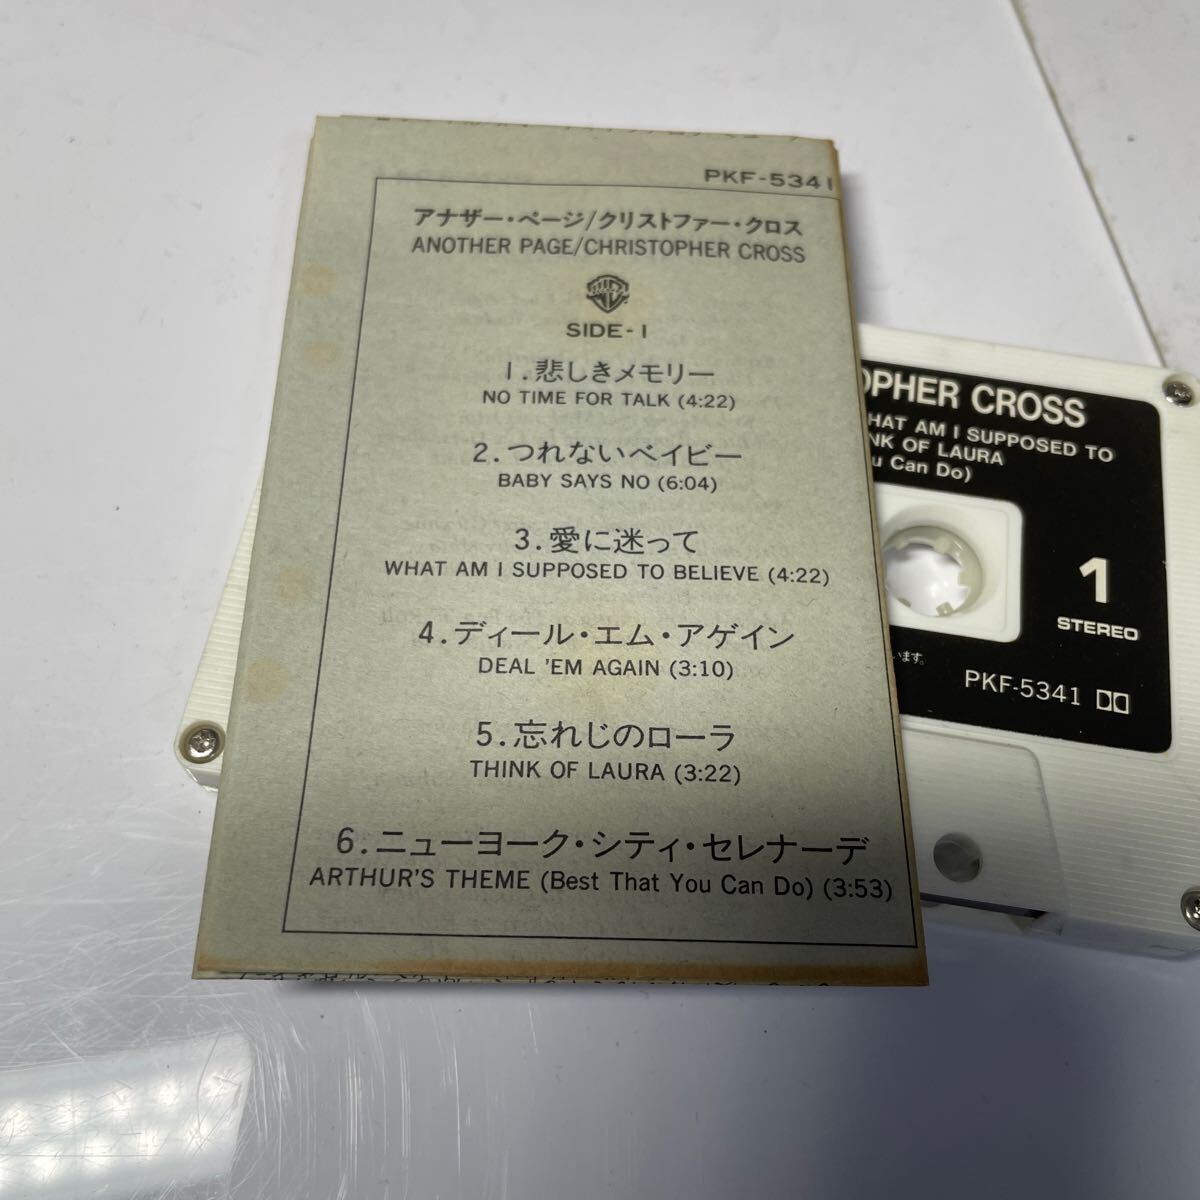 PKF-5341
アナザー・ページ/クリストファー・クロス
ANOTHER PAGE/CHRISTOPHER CROSS
SIDE-1
1.悲しきメモリー
NO TIME FOR TALK (4:22)
2.つれないベイビー
BABY SAYS NO (6:04)
3.愛に迷って
WHAT AM I SUPPOSED TO BELIEVE (4:22)
4.ディール・エム・アゲイン
DEAL 'EM AGAIN (3:10)
5.忘れじのローラ
THINK OF LAURA (3:22)
6.ニューヨーク・シティ・セレナーデ
ARTHUR'S THEME (Best That You Can Do) (3:53)
OPHER CROSS
HAT AM I SUPPOSED TO
NK OF LAURA
u Can Do)
1
STEREO
います。
PKF-5341